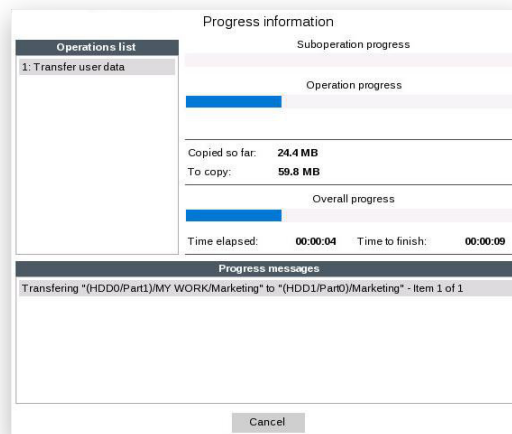 Progress information
Operations list
1: Transfer user data
Suboperation progress
Operation progress
Copied so far: 24.4 MB
To copy: 59.8 MB
Overall progress
Time elapsed: 00:00:04 Time to finish: 00:00:09
Progress messages
Transfering "(HDD0/Part1)/MY WORK/Marketing" to "(HDD1/Part0)/Marketing" - Item 1 of 1
Cancel